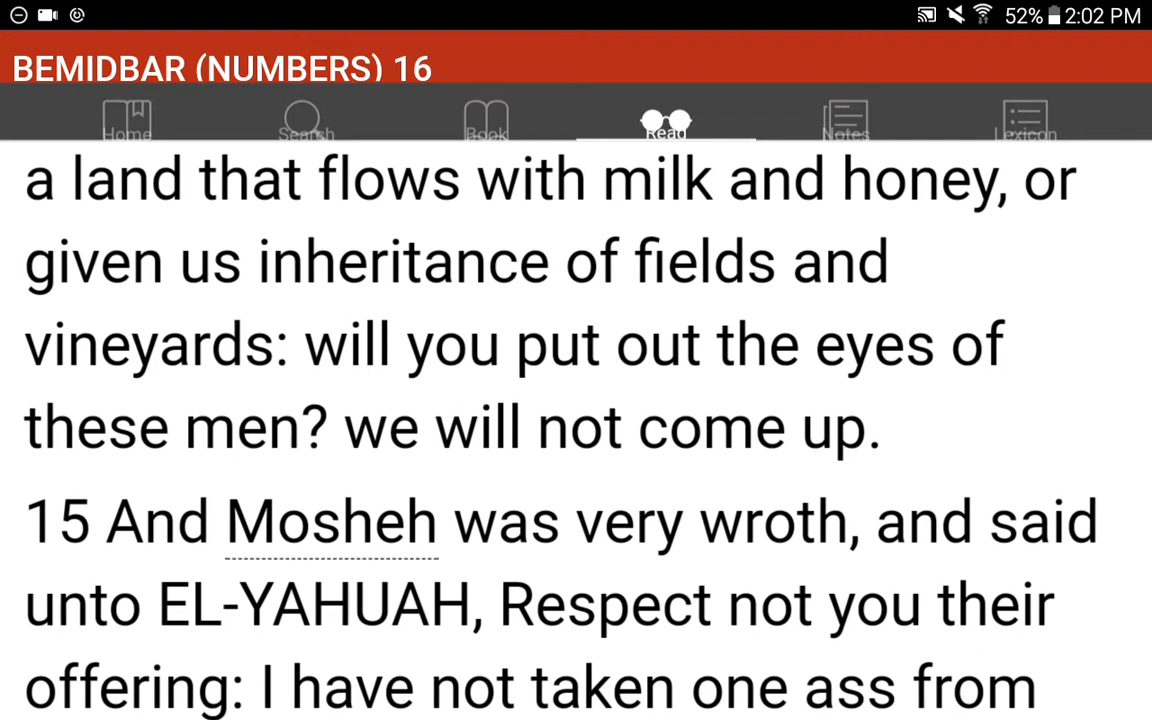 52% 2:02 PM
BEMIDBAR (NUMBERS) 16
Home Search Book Read Notes Lexicon
a land that flows with milk and honey, or
given us inheritance of fields and
vineyards: will you put out the eyes of
these men? we will not come up.
15 And Mosheh was very wroth, and said
unto EL-YAHUAH, Respect not you their
offering: I have not taken one ass from